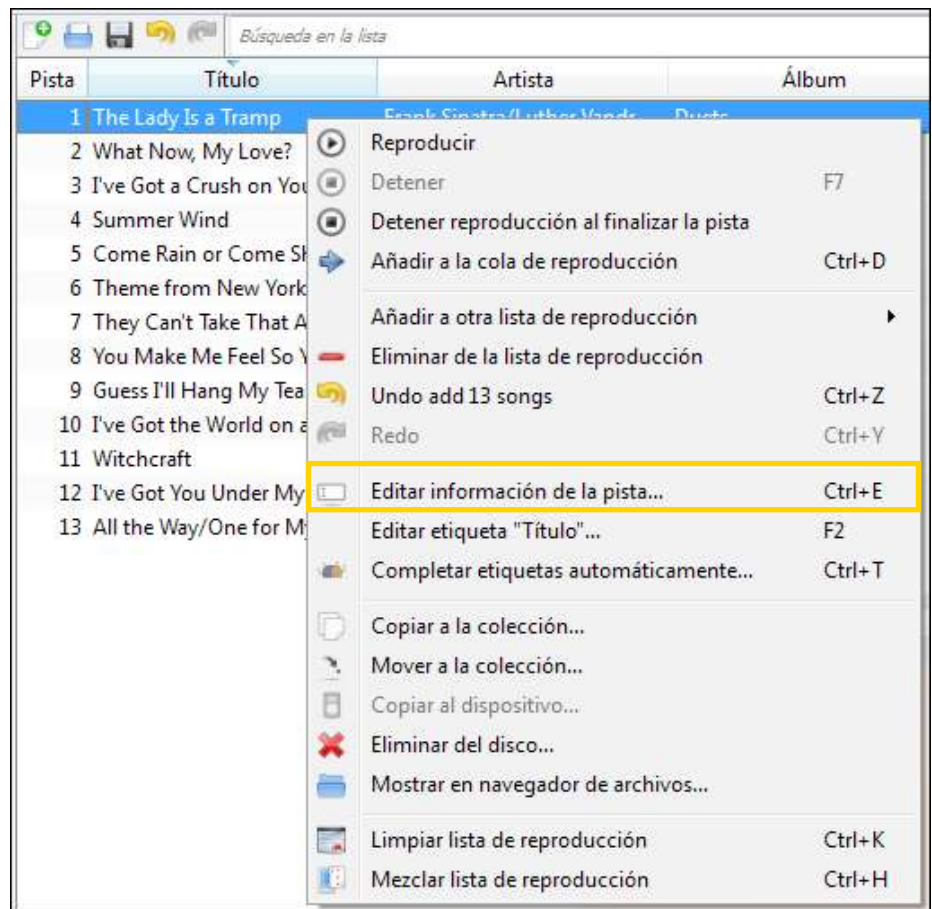 Búsqueda en la lista
Pista Título Artista Álbum
1 The Lady Is a Tramp Frank Sinatra/Luther Vandr Duets
2 What Now, My Love?
3 I've Got a Crush on You
4 Summer Wind
5 Come Rain or Come Sh
6 Theme from New York
7 They Can't Take That A
8 You Make Me Feel So Y
9 Guess I'll Hang My Tea
10 I've Got the World on a
11 Witchcraft
12 I've Got You Under My
13 All the Way/One for My
Reproducir
Detener F7
Detener reproducción al finalizar la pista
Añadir a la cola de reproducción Ctrl+D
Añadir a otra lista de reproducción
Eliminar de la lista de reproducción
Undo add 13 songs Ctrl+Z
Redo Ctrl+Y
Editar información de la pista... Ctrl+E
Editar etiqueta "Título"... F2
Completar etiquetas automáticamente... Ctrl+T
Copiar a la colección...
Mover a la colección...
Copiar al dispositivo...
Eliminar del disco...
Mostrar en navegador de archivos...
Limpiar lista de reproducción Ctrl+K
Mezclar lista de reproducción Ctrl+H